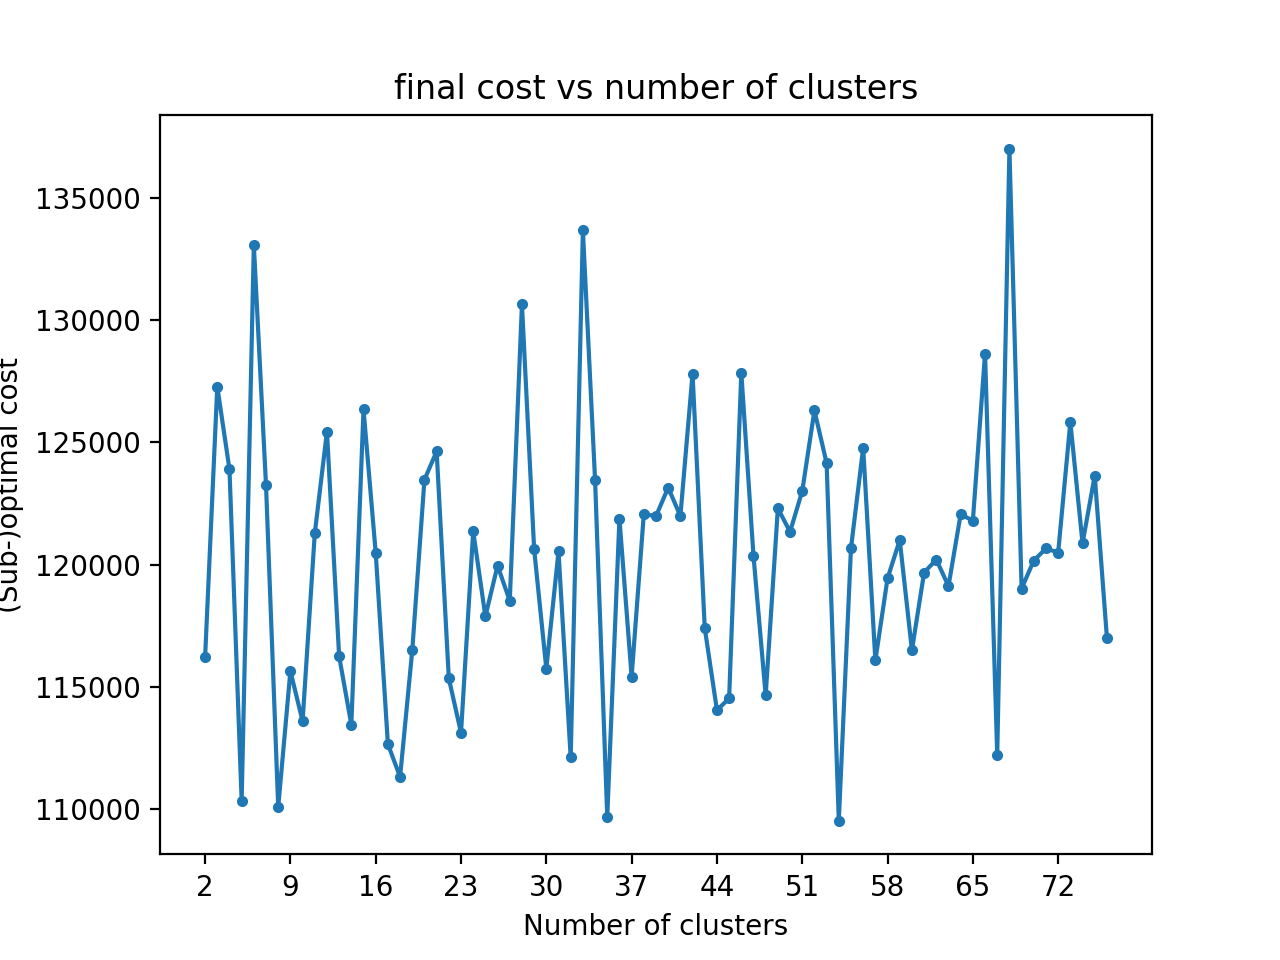 final cost vs number of clusters
(Sub-)optimal cost
135000
130000
125000
120000
115000
110000
2 9 16 23 30 37 44 51 58 65 72
Number of clusters